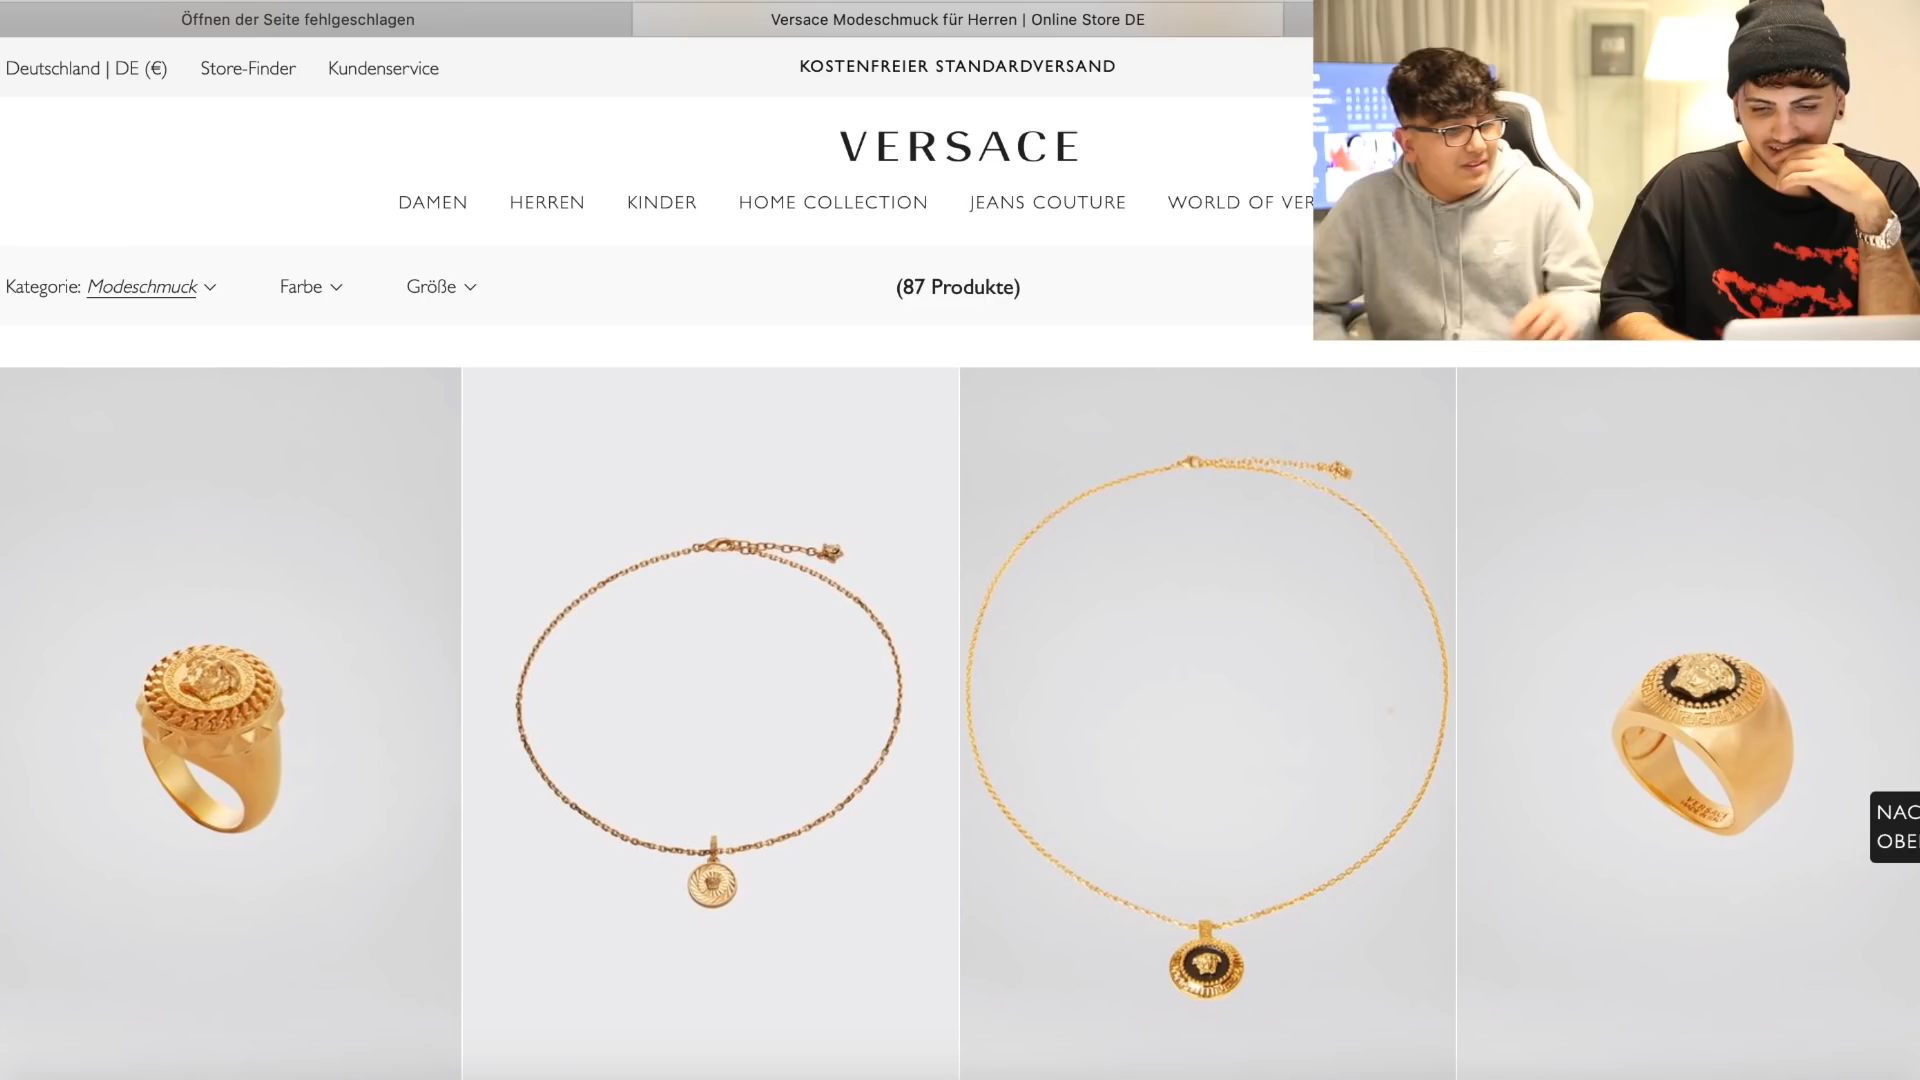 Öffnen der Seite fehlgeschlagen
Versace Modeschmuck für Herren | Online Store DE
Deutschland | DE (€) Store-Finder Kundenservice
KOSTENFREIER STANDARDVERSAND
VERSACE
DAMEN HERREN KINDER HOME COLLECTION JEANS COUTURE WORLD OF VER
Kategorie: Modeschmuck Farbe Größe
(87 Produkte)
VERSACE
NAC
OBE